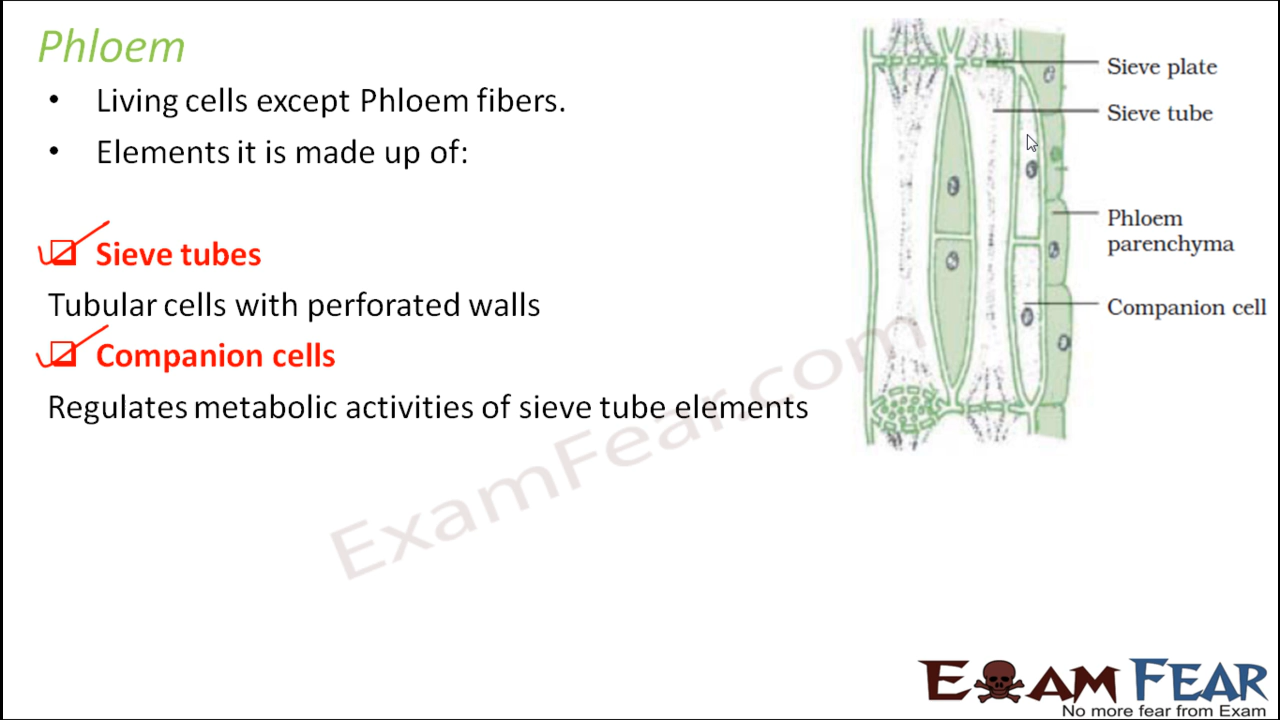 Phloem
• Living cells except Phloem fibers.
• Elements it is made up of:
Sieve tubes
Tubular cells with perforated walls
Companion cells
Regulates metabolic activities of sieve tube elements
Sieve plate
Sieve tube
Phloem
parenchyma
Companion cell
ExamFear.com
EXAM FEAR
No more fear from Exam